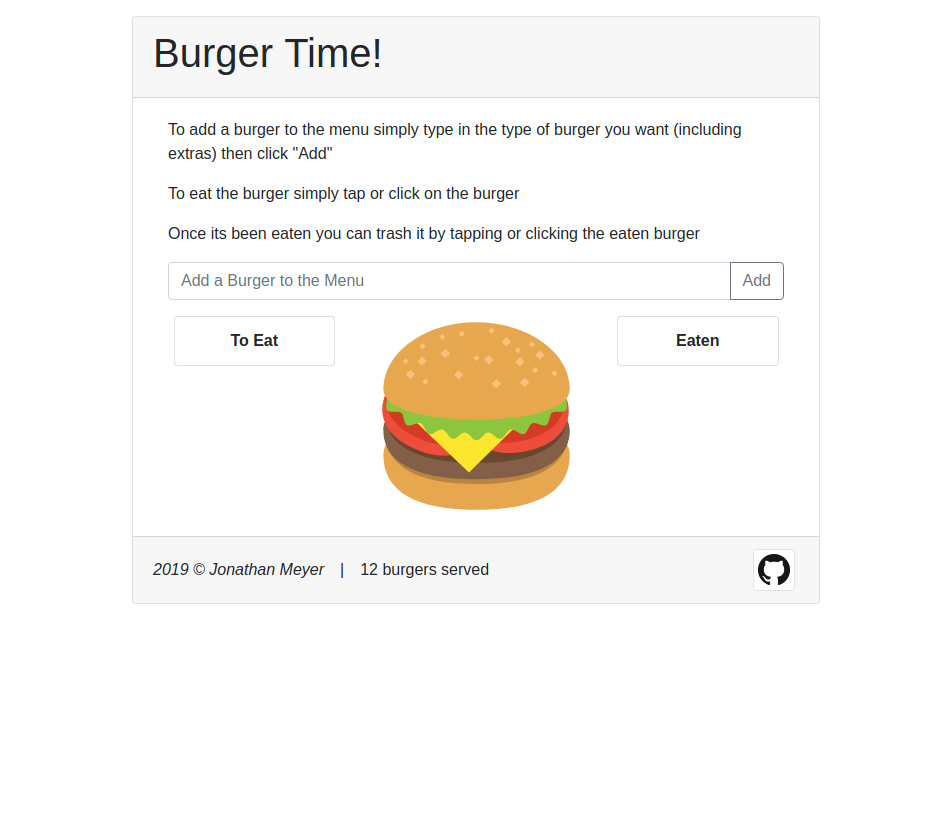 Burger Time!
To add a burger to the menu simply type in the type of burger you want (including
extras) then click "Add"
To eat the burger simply tap or click on the burger
Once its been eaten you can trash it by tapping or clicking the eaten burger
Add a Burger to the Menu Add
To Eat Eaten
2019 © Jonathan Meyer | 12 burgers served